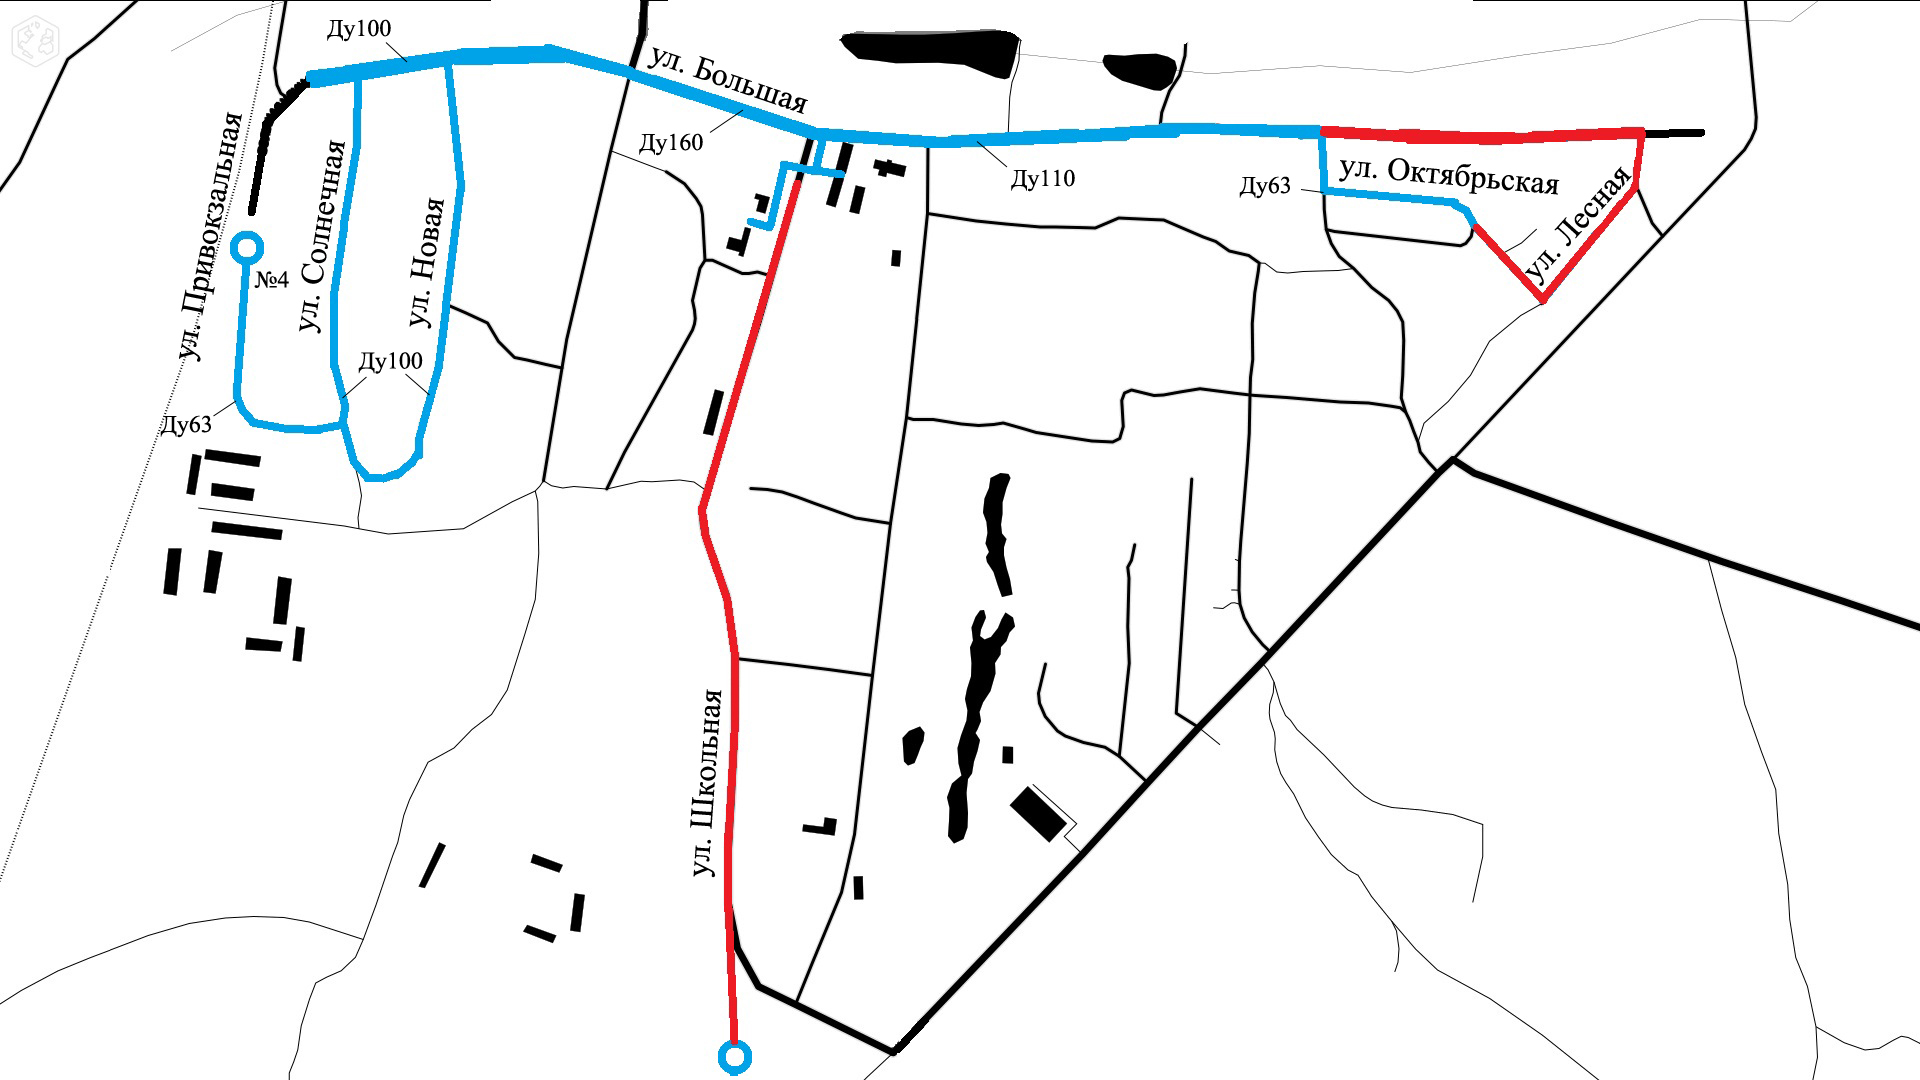 Ду100
ул. Большая
Ду160
ул. Привокзальная
ул. Солнечная
ул. Новая
№4
Ду100
Ду63
Ду110
Ду63
ул. Октябрьская
ул. Лесная
ул. Школьная